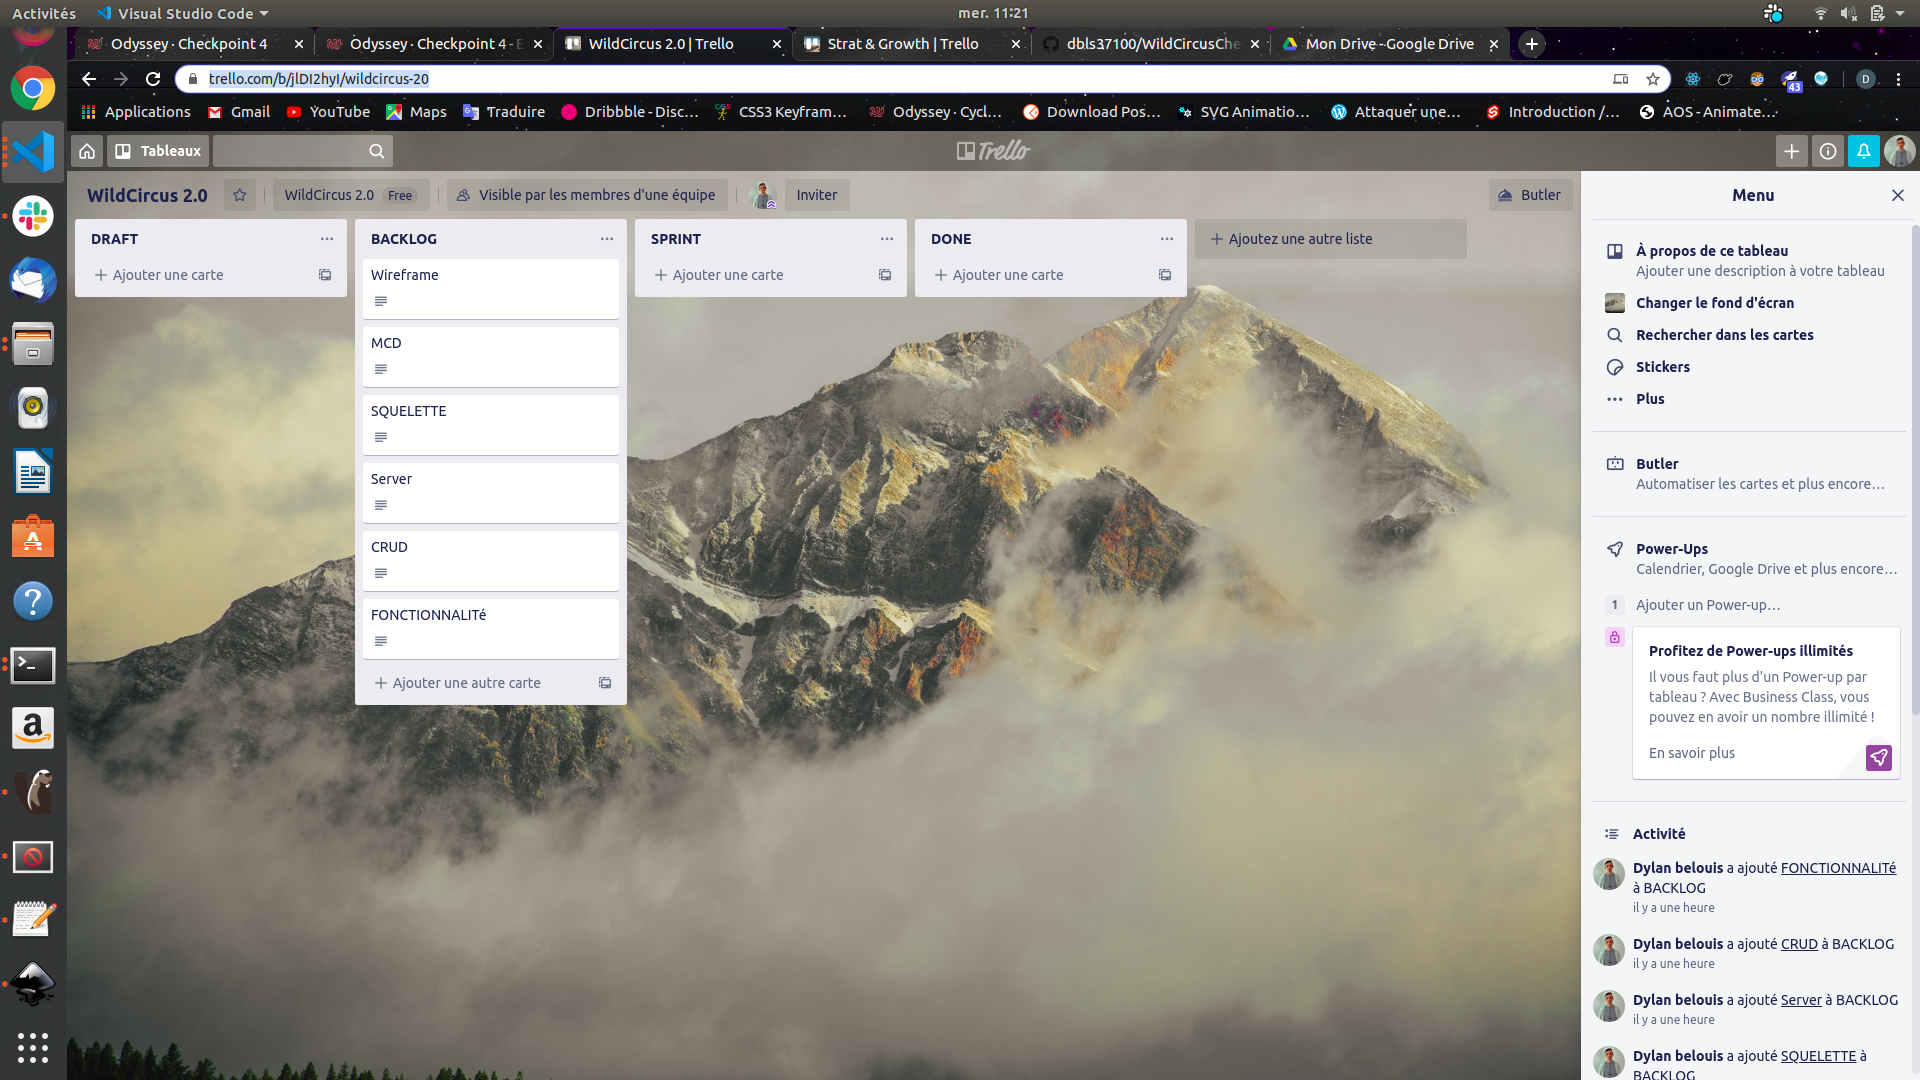 Activités Visual Studio Code mer. 11:21
Odyssey · Checkpoint 4 Odyssey · Checkpoint 4 - E WildCircus 2.0 | Trello Strat & Growth | Trello dbls37100/WildCircusChe Mon Drive - Google Drive
trello.com/b/jlDI2hyI/wildcircus-20 43 D
Applications Gmail YouTube Maps Traduire Dribbble - Disc… CSS3 Keyfram… Odyssey · Cycl… Download Pos… SVG Animatio… Attaquer une… Introduction /… AOS - Animate…
Tableaux Trello
WildCircus 2.0 WildCircus 2.0 Free Visible par les membres d'une équipe Inviter Butler
DRAFT
Ajouter une carte
BACKLOG
Wireframe
MCD
SQUELETTE
Server
CRUD
FONCTIONNALITé
Ajouter une autre carte
SPRINT
Ajouter une carte
DONE
Ajouter une carte
Ajoutez une autre liste
Menu
À propos de ce tableau
Ajouter une description à votre tableau
Changer le fond d'écran
Rechercher dans les cartes
Stickers
Plus
Butler
Automatiser les cartes et plus encore…
Power-Ups
Calendrier, Google Drive et plus encore…
1 Ajouter un Power-up…
Profitez de Power-ups illimités
Il vous faut plus d'un Power-up par
tableau ? Avec Business Class, vous
pouvez en avoir un nombre illimité !
En savoir plus
Activité
Dylan belouis a ajouté FONCTIONNALITé
à BACKLOG
il y a une heure
Dylan belouis a ajouté CRUD à BACKLOG
il y a une heure
Dylan belouis a ajouté Server à BACKLOG
il y a une heure
Dylan belouis a ajouté SQUELETTE à
BACKLOG